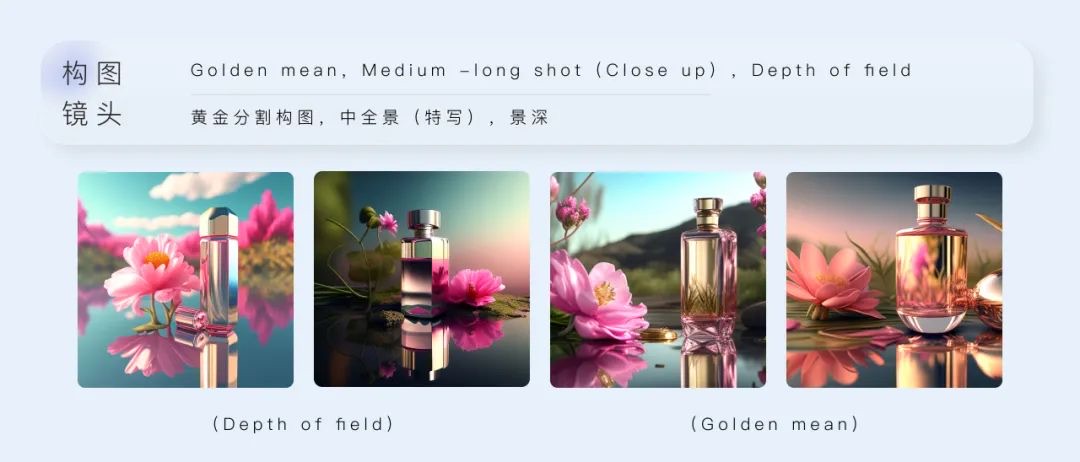 构图
镜头
Golden mean, Medium -long shot (Close up) , Depth of field
黄金分割构图, 中全景 (特写) , 景深
(Depth of field)
(Golden mean)